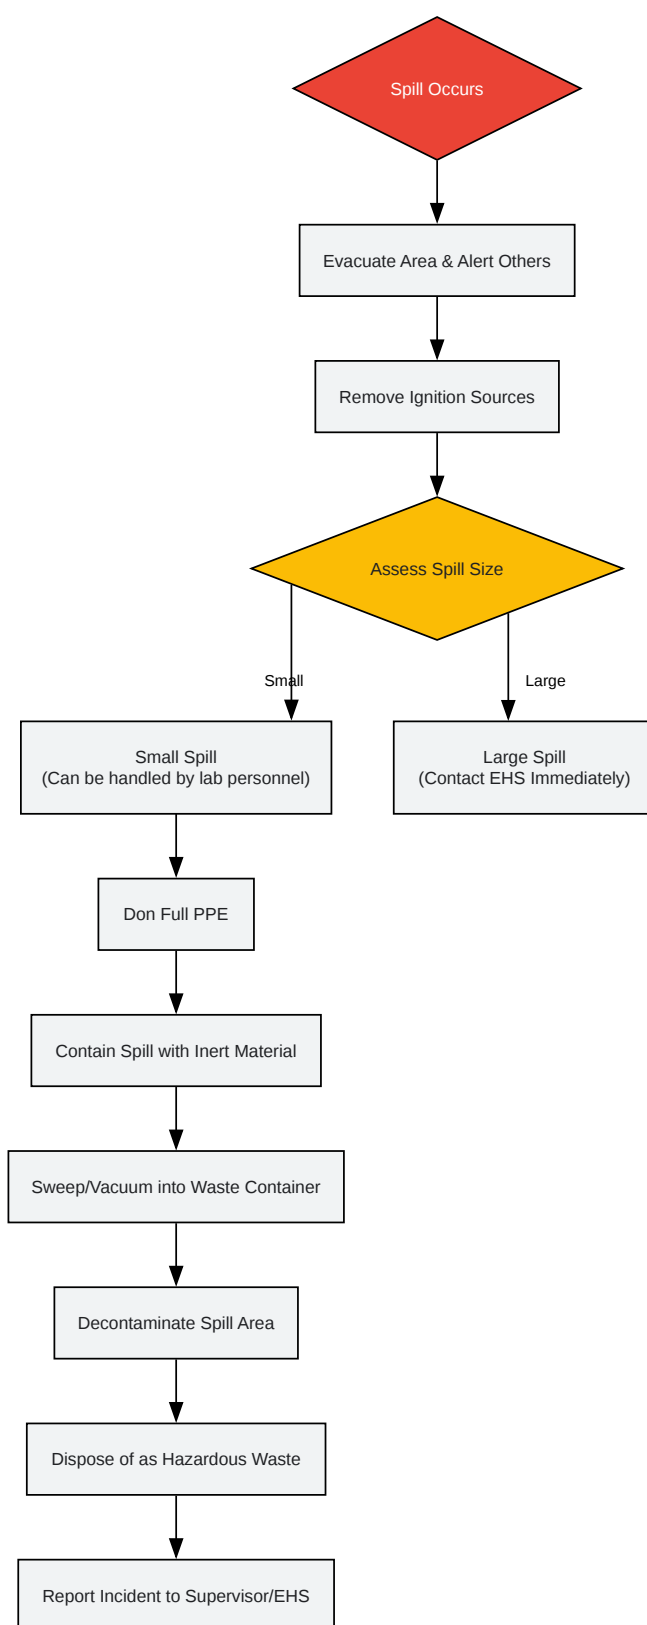 Spill Occurs
Evacuate Area & Alert Others
Remove Ignition Sources
Assess Spill Size
Small
Large
Small Spill
(Can be handled by lab personnel)
Large Spill
(Contact EHS Immediately)
Don Full PPE
Contain Spill with Inert Material
Sweep/Vacuum into Waste Container
Decontaminate Spill Area
Dispose of as Hazardous Waste
Report Incident to Supervisor/EHS